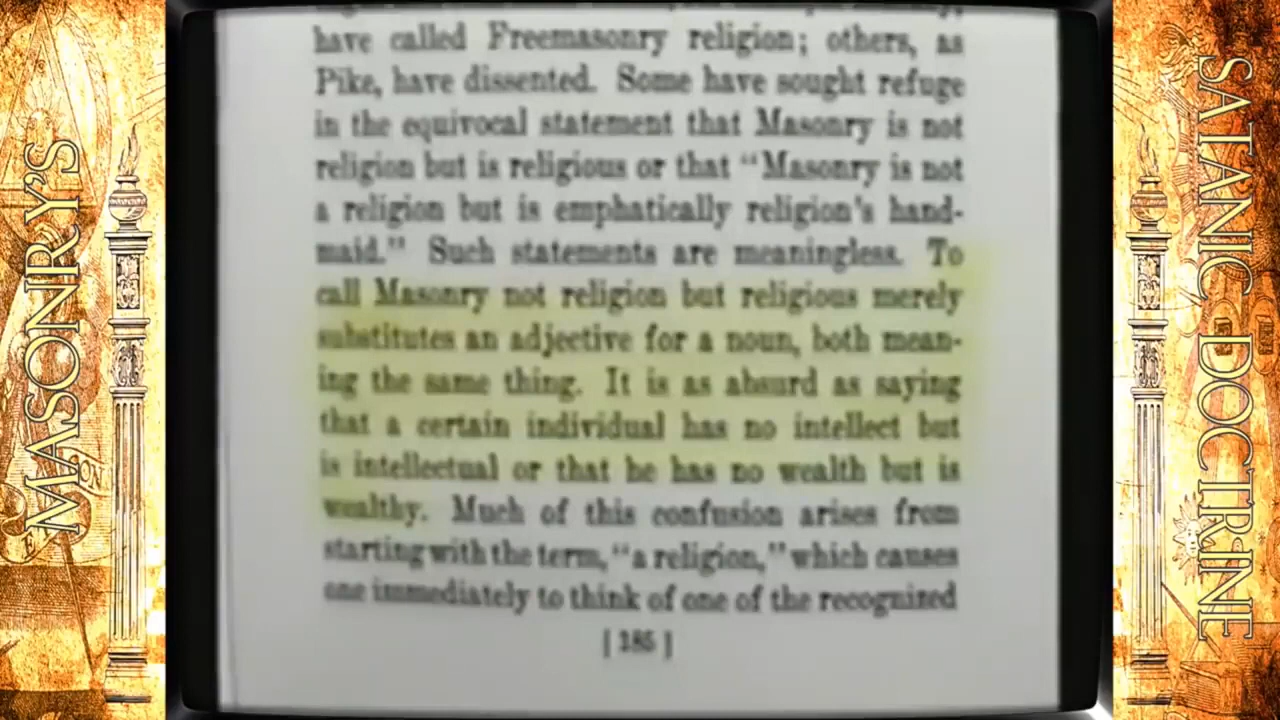 have called Freemasonry religion; others, as
Pike, have dissented. Some have sought refuge
in the equivocal statement that Masonry is not
religion but is religious or that "Masonry is not
a religion but is emphatically religion's hand-
maid." Such statements are meaningless. To
call Masonry not religion but religious merely
substitutes an adjective for a noun, both mean-
ing the same thing. It is as absurd as saying
that a certain individual has no intellect but
is intellectual or that he has no wealth but is
wealthy. Much of this confusion arises from
starting with the term, "a religion," which causes
one immediately to think of one of the recognized
[ 185 ]
MASONRY'S
SATANIC DOCTRINE